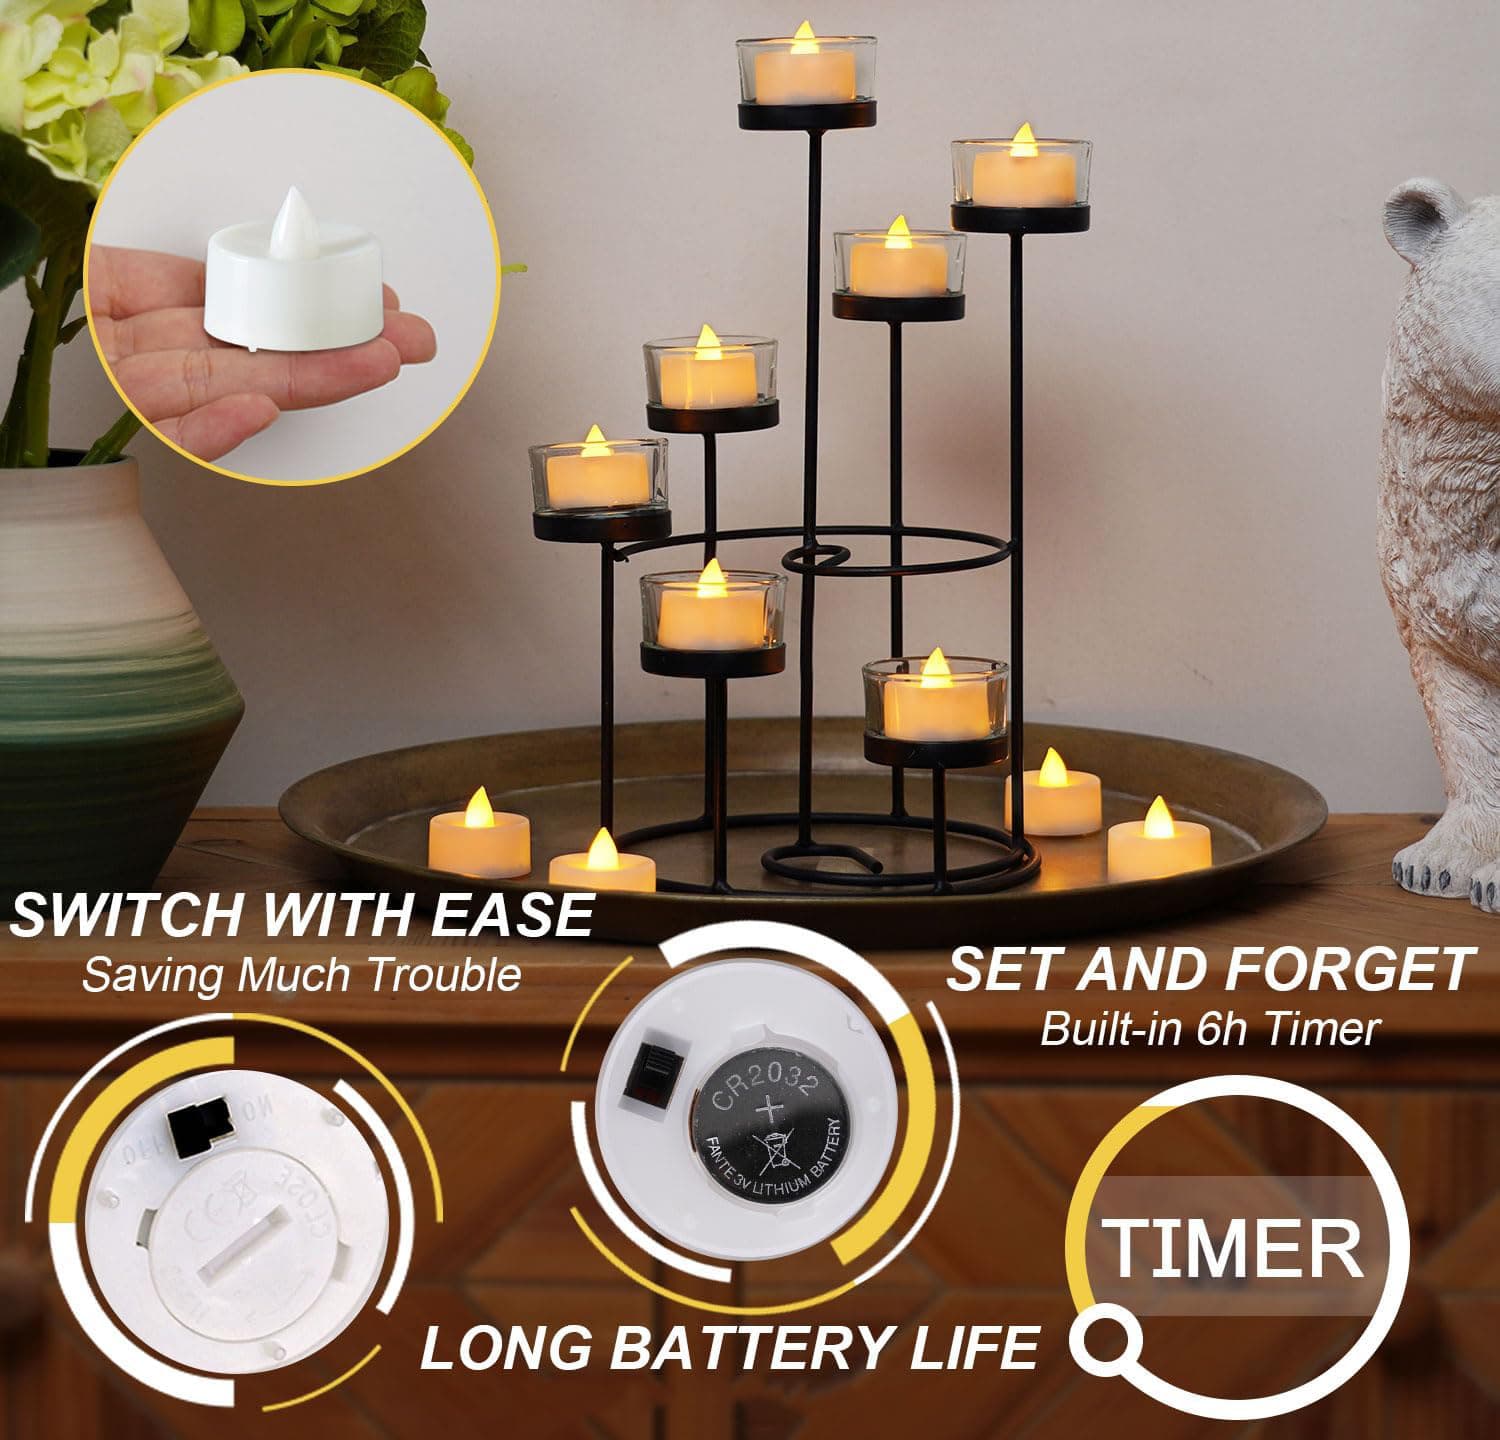 SWITCH WITH EASE
Saving Much Trouble
SET AND FORGET
Built-in 6h Timer
CR2032
+
FANTE 3V LITHIUM BATTERY
NO
TIMER
LONG BATTERY LIFE